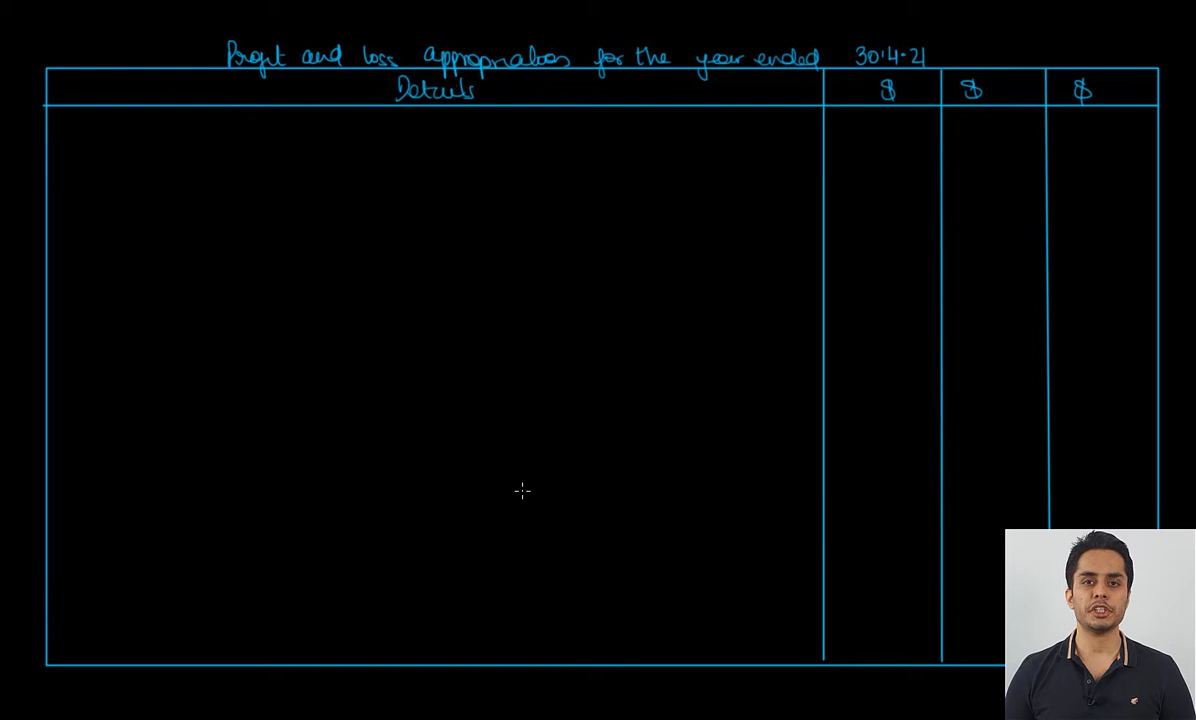 Profit and loss appropriation for the year ended 30.4.21
Details $ $ $